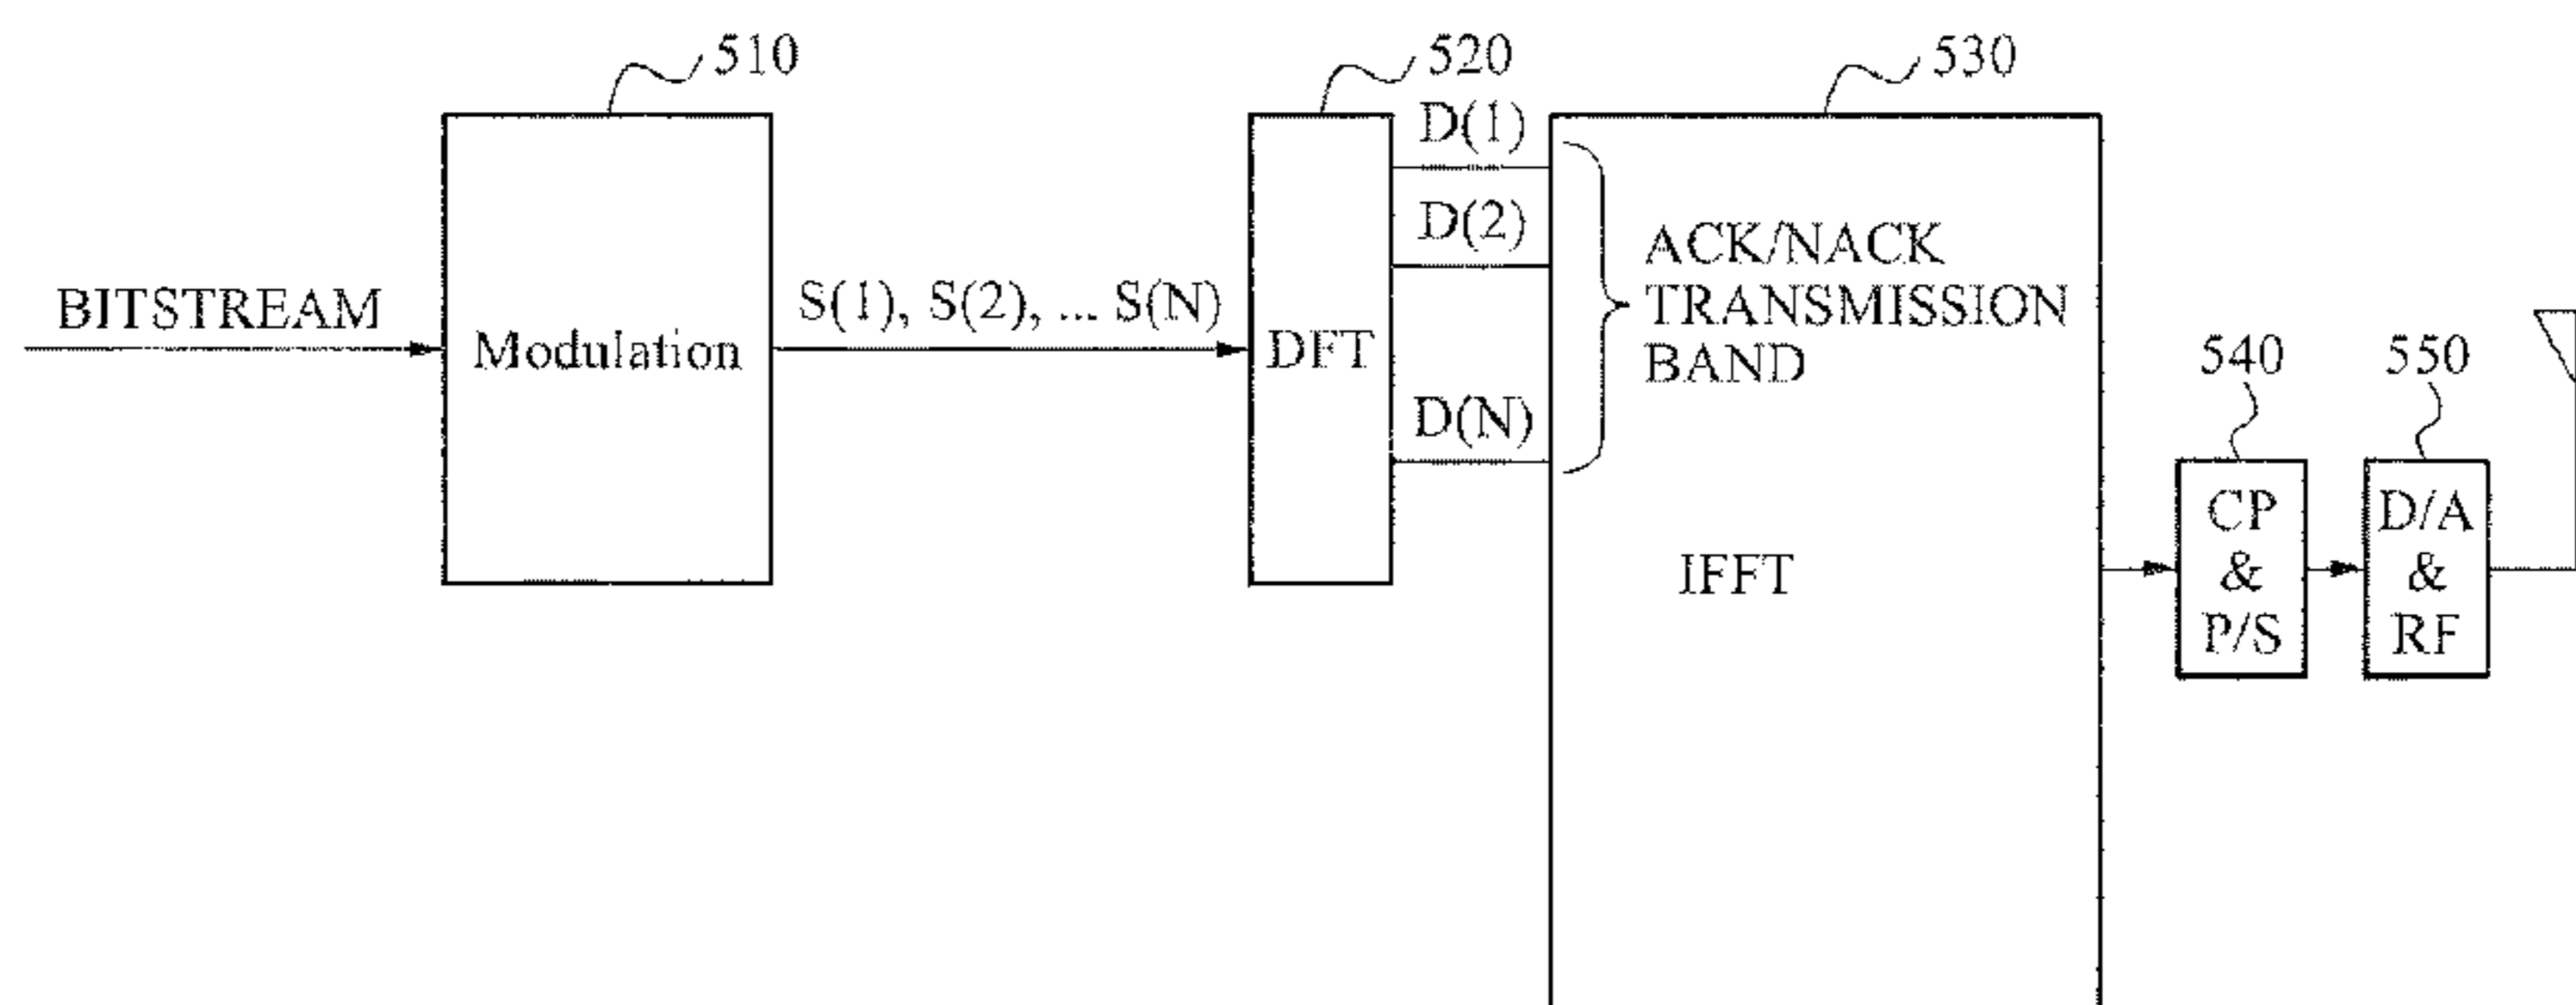 510
520
530
D(1)
D(2)
ACK/NACK
TRANSMISSION
BAND
BITSTREAM
S(1), S(2), ... S(N)
Modulation
DFT
D(N)
540
550
CP
&
P/S
D/A
&
RF
IFFT